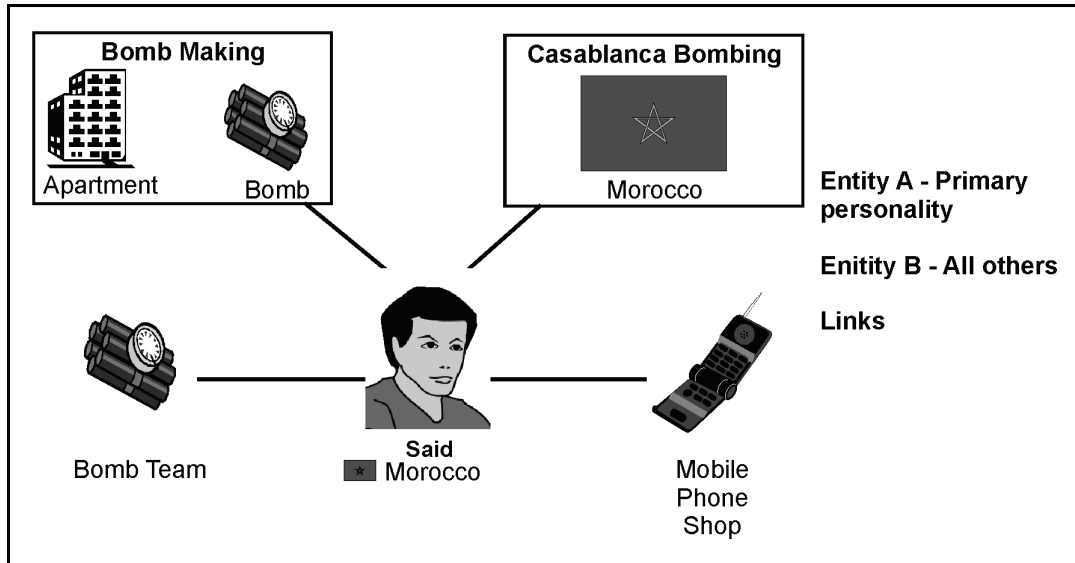 Bomb Making
Apartment
Bomb
Casablanca Bombing
Morocco
Entity A - Primary
personality
Enitity B - All others
Links
Bomb Team
Said
Morocco
Mobile
Phone
Shop